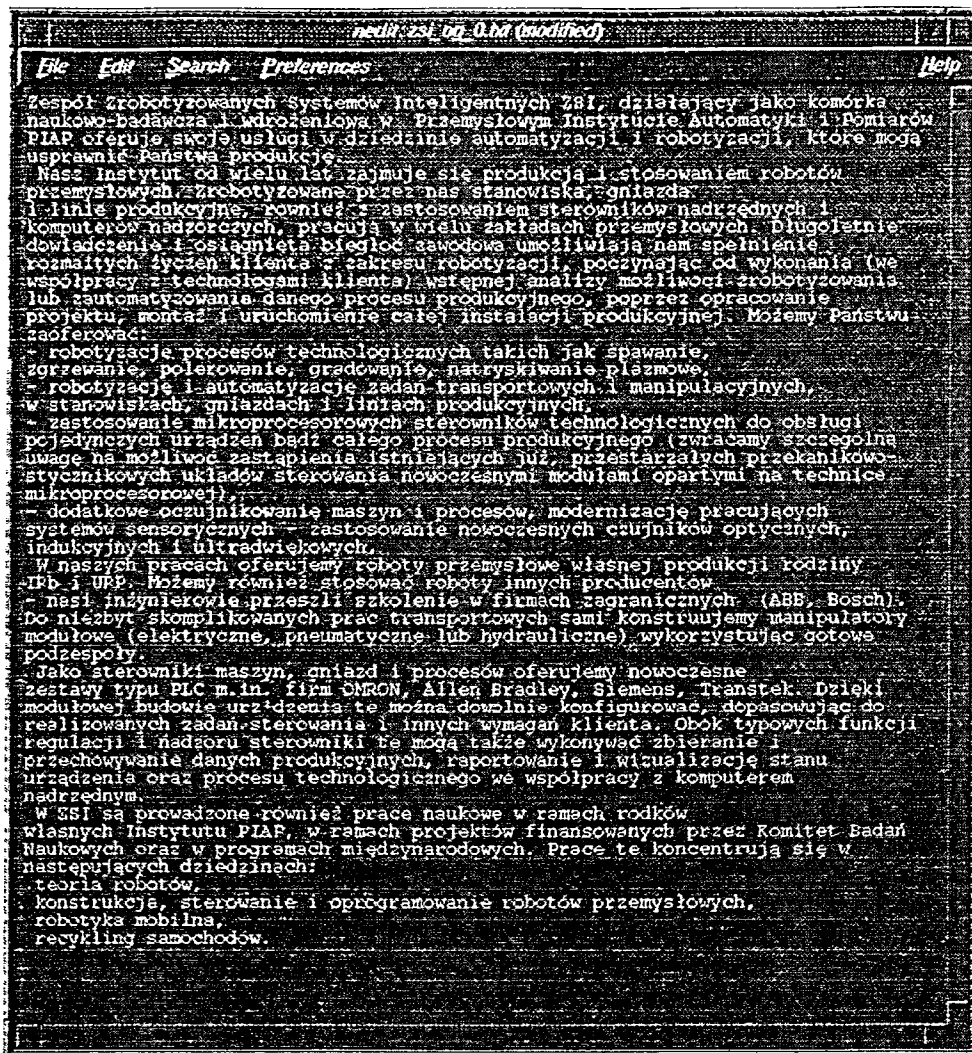 nedit: zsi_og_0.txt (modified)
File Edit Search Preferences Help
Zespół Zrobotyzowanych Systemów Inteligentnych ZSI, działający jako komórka
naukowo-badawcza i wdrożeniowa w Przemysłowym Instytucie Automatyki i Pomiarów
PIAP oferuje swoje usługi w dziedzinie automatyzacji i robotyzacji, które mogą
usprawnić Państwa produkcję.
Nasz Instytut od wielu lat zajmuje się produkcją i stosowaniem robotów
przemysłowych. Zrobotyzowane przez nas stanowiska, gniazda
i linie produkcyjne, również z zastosowaniem sterowników nadrzędnych i
komputerów nadzorczych, pracują w wielu zakładach przemysłowych. Długoletnie
dowiadczenie i osiągnięta biegłoć zawodowa umożliwiają nam spełnienie
rozmaitych życzeń klienta z zakresu robotyzacji, poczynając od wykonania (we
współpracy z technologami klienta) wstępnej analizy możliwoci zrobotyzowania
lub zautomatyzowania danego procesu produkcyjnego, poprzez opracowanie
projektu, montaż i uruchomienie całej instalacji produkcyjnej. Możemy Państwu
zaoferować:
- robotyzację procesów technologicznych takich jak spawanie,
zgrzewanie, polerowanie, gradowanie, natryskiwanie plazmowe,
- robotyzację i automatyzację zadań transportowych i manipulacyjnych,
w stanowiskach, gniazdach i liniach produkcyjnych,
- zastosowanie mikroprocesorowych sterowników technologicznych do obsługi
pojedynczych urządzeń bądź całego procesu produkcyjnego (zwracamy szczególną
uwagę na możliwoć zastąpienia istniejących już, przestarzałych przekanikowo-
stycznikowych układów sterowania nowoczesnymi modułami opartymi na technice
mikroprocesorowej),
- dodatkowe oczujnikowanie maszyn i procesów, modernizację pracujących
systemów sensorycznych - zastosowanie nowoczesnych czujników optycznych,
indukcyjnych i ultradwiękowych.
W naszych pracach oferujemy roboty przemysłowe własnej produkcji rodziny
IRb i URP. Możemy również stosować roboty innych producentów
- nasi inżynierowie przeszli szkolenie w firmach zagranicznych (ABB, Bosch).
Do niezbyt skomplikowanych prac transportowych sami konstruujemy manipulatory
modułowe (elektryczne, pneumatyczne lub hydrauliczne) wykorzystując gotowe
podzespoły.
Jako sterowniki maszyn, gniazd i procesów oferujemy nowoczesne
zestawy typu PLC m.in. firm OMRON, Allen Bradley, Siemens, Transtek. Dzięki
modułowej budowie urządzenia te można dowolnie konfigurować, dopasowując do
realizowanych zadań sterowania i innych wymagań klienta. Obok typowych funkcji
regulacji i nadzoru sterowniki te mogą także wykonywać zbieranie i
przechowywanie danych produkcyjnych, raportowanie i wizualizację stanu
urządzenia oraz procesu technologicznego we współpracy z komputerem
nadrzędnym.
W ZSI są prowadzone również prace naukowe w ramach rodków
własnych Instytutu PIAP, w ramach projektów finansowanych przez Komitet Badań
Naukowych oraz w programach międzynarodowych. Prace te koncentrują się w
następujących dziedzinach:
. teoria robotów,
. konstrukcja, sterowanie i oprogramowanie robotów przemysłowych,
robotyka mobilna,
recykling samochodów.